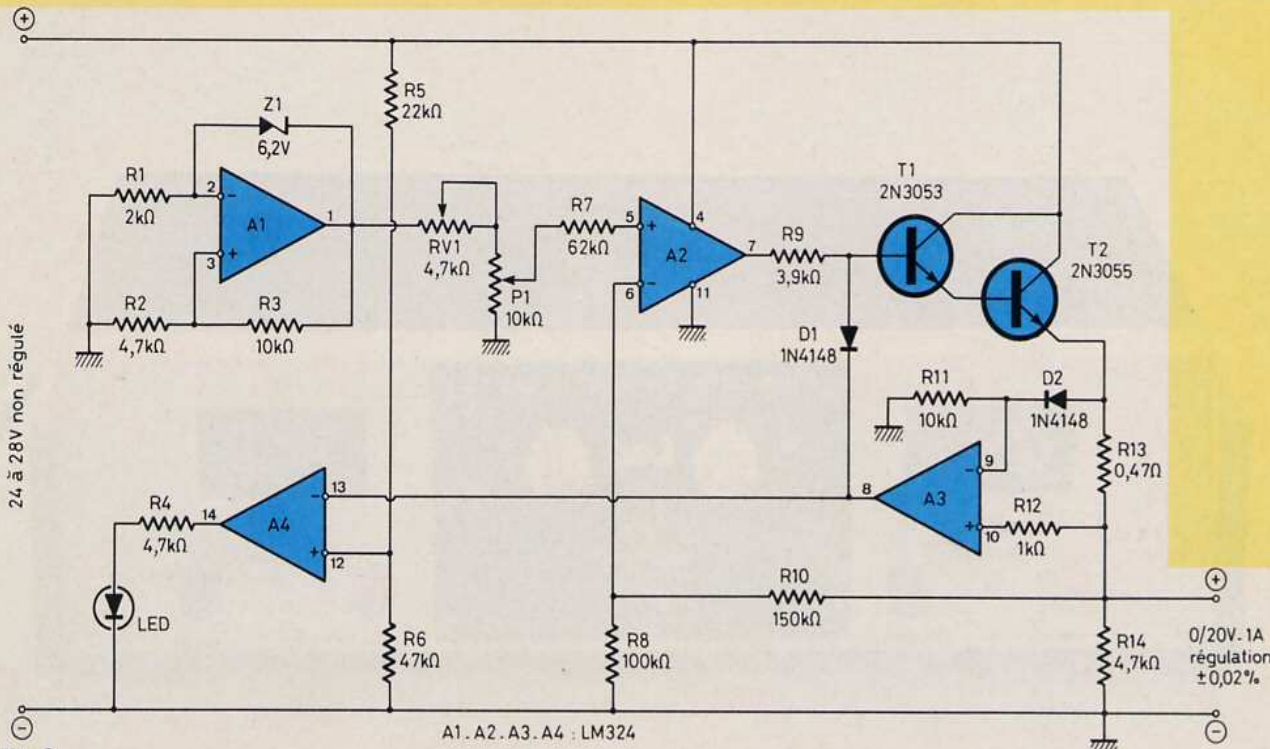 +
R5
22kΩ
Z1
6,2V
T1
2N3053
R1
2kΩ
2
-
A1
1
R7
62kΩ
5
+
4
A2
7
R9
3,9kΩ
T2
2N3055
+
3
RV1
4,7kΩ
6
-
11
P1
10kΩ
R2
4,7kΩ
R3
10kΩ
D1
1N4148
R11
10kΩ
D2
1N4148
24 à 28V non régulé
9
-
R13
0,47Ω
R4
4,7kΩ
14
A4
-
13
8
A3
R12
1kΩ
+
10
+
12
R10
150kΩ
+
LED
R6
47kΩ
R8
100kΩ
R14
4,7kΩ
0/20V. 1A
régulation
±0,02%
-
A1. A2. A3. A4 : LM324
-